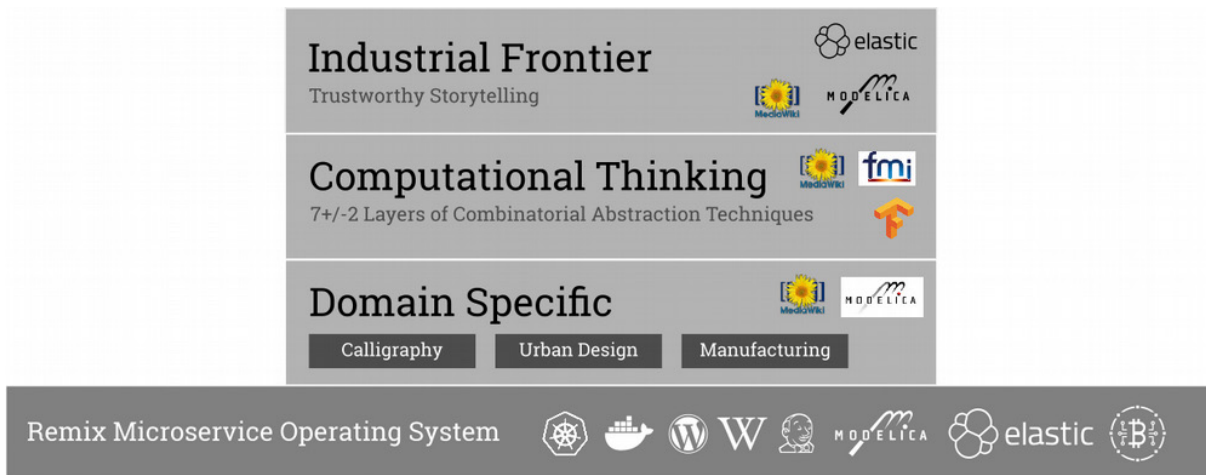 Industrial Frontier
Trustworthy Storytelling
elastic
MediaWiki
MODELICA
Computational Thinking
7+/-2 Layers of Combinatorial Abstraction Techniques
MediaWiki
fmi
Domain Specific
MediaWiki
MODELICA
Calligraphy
Urban Design
Manufacturing
Remix Microservice Operating System
W
W
MODELICA
elastic
B